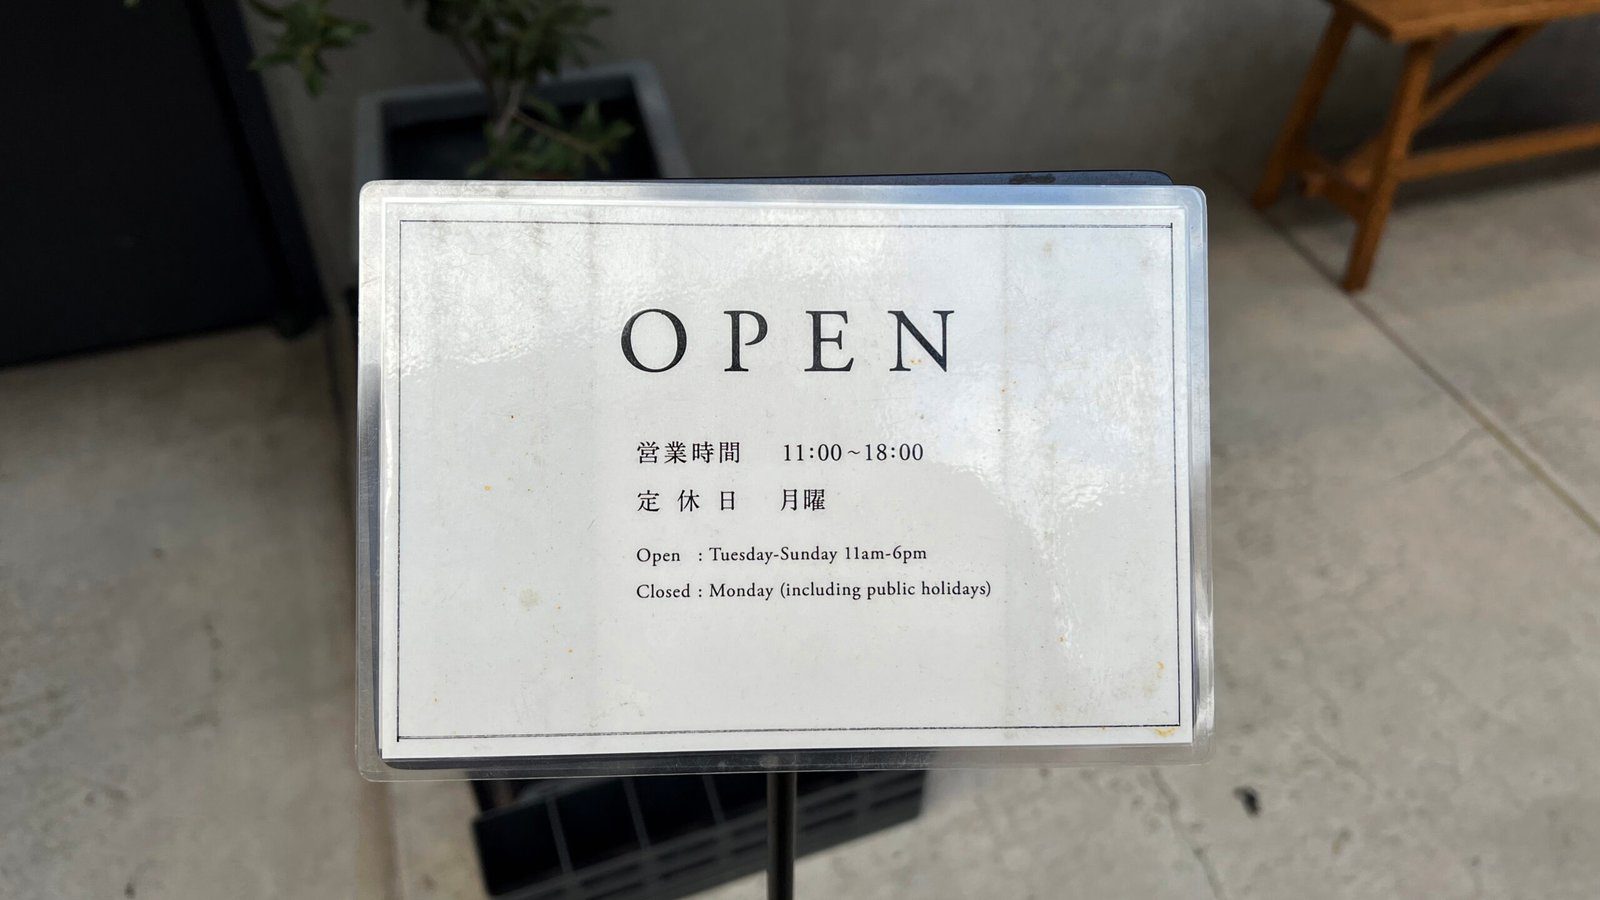 OPEN
営業時間 11:00~18:00
定休日 月曜
Open : Tuesday-Sunday 11am-6pm
Closed : Monday (including public holidays)